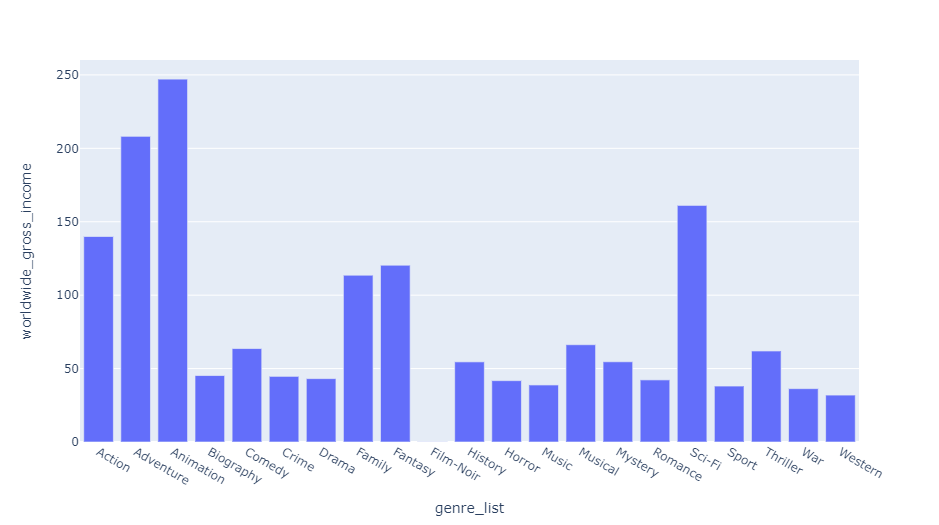 250
200
150
100
50
0
worldwide_gross_income
Action
Adventure
Animation
Biography
Comedy
Crime
Drama
Family
Fantasy
Film-Noir
History
Horror
Music
Musical
Mystery
Romance
Sci-Fi
Sport
Thriller
War
Western
genre_list